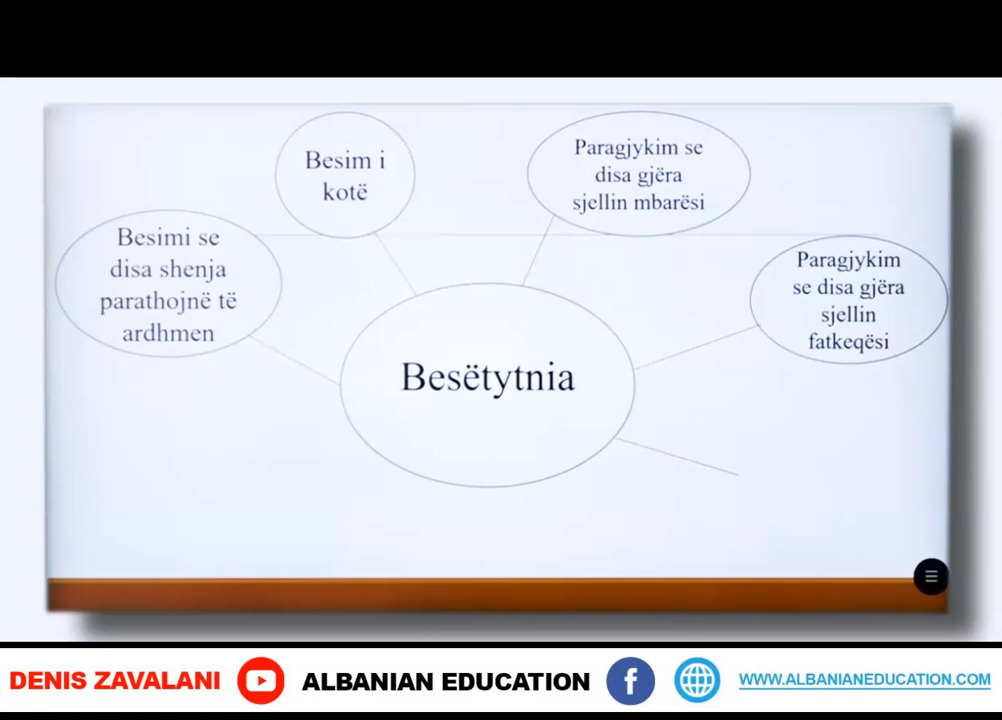 Besim i
kotë
Paragjykim se
disa gjëra
sjellin mbarësi
Besimi se
disa shenja
parathojnë të
ardhmen
Paragjykim
se disa gjëra
sjellin
fatkeqësi
Besëtytnia
DENIS ZAVALANI
ALBANIAN EDUCATION
WWW.ALBANIANEDUCATION.COM